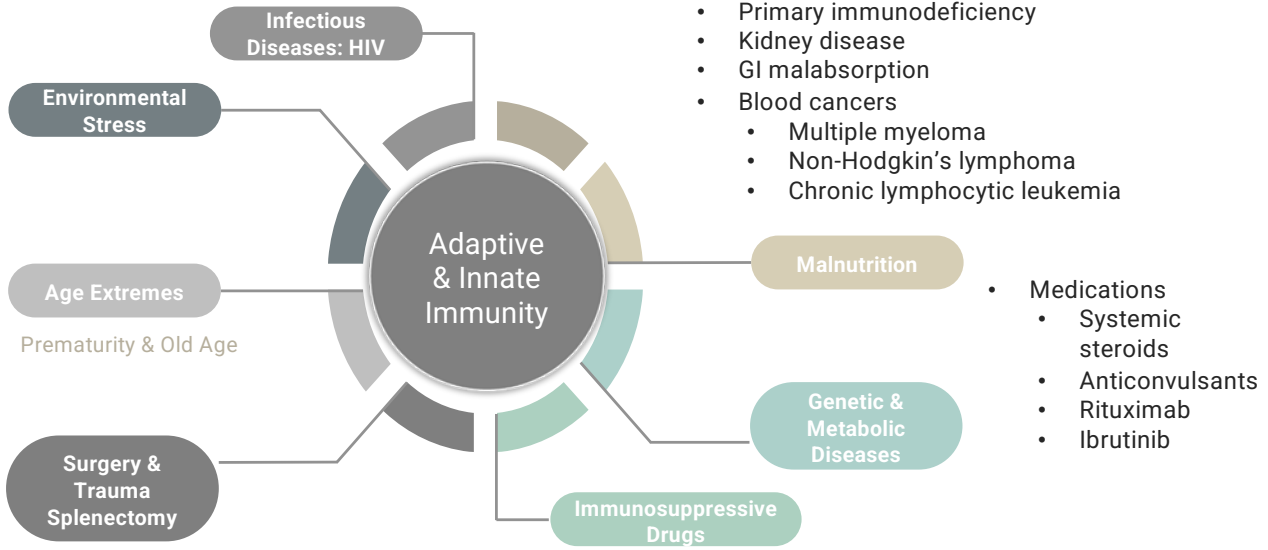 Infectious
Diseases: HIV
Environmental
Stress
Age Extremes
Prematurity & Old Age
Surgery &
Trauma
Splenectomy
Adaptive
& Innate
Immunity
• Primary immunodeficiency
• Kidney disease
• GI malabsorption
• Blood cancers
• Multiple myeloma
• Non-Hodgkin’s lymphoma
• Chronic lymphocytic leukemia
Malnutrition
Genetic &
Metabolic
Diseases
Immunosuppressive
Drugs
• Medications
• Systemic
steroids
• Anticonvulsants
• Rituximab
• Ibrutinib